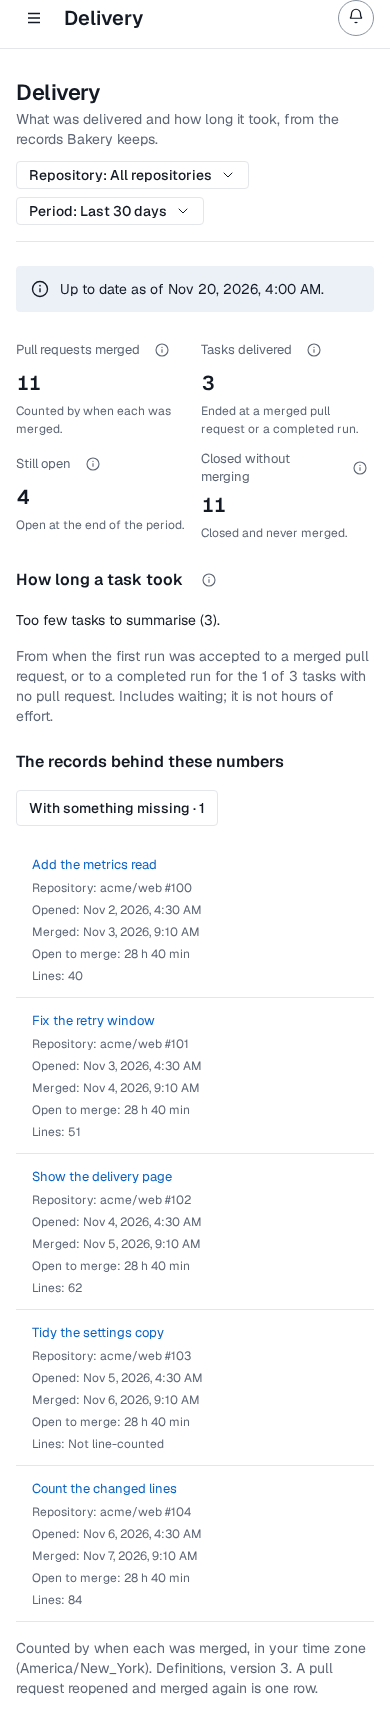 Delivery
Delivery
What was delivered and how long it took, from the
records Bakery keeps.
Repository: All repositories
Period: Last 30 days
Up to date as of Nov 20, 2026, 4:00 AM.
Pull requests merged
11
Counted by when each was
merged.
Tasks delivered
3
Ended at a merged pull
request or a completed run.
Still open
4
Open at the end of the period.
Closed without
merging
11
Closed and never merged.
How long a task took
Too few tasks to summarise (3).
From when the first run was accepted to a merged pull
request, or to a completed run for the 1 of 3 tasks with
no pull request. Includes waiting; it is not hours of
effort.
The records behind these numbers
With something missing · 1
Add the metrics read
Repository: acme/web #100
Opened: Nov 2, 2026, 4:30 AM
Merged: Nov 3, 2026, 9:10 AM
Open to merge: 28 h 40 min
Lines: 40
Fix the retry window
Repository: acme/web #101
Opened: Nov 3, 2026, 4:30 AM
Merged: Nov 4, 2026, 9:10 AM
Open to merge: 28 h 40 min
Lines: 51
Show the delivery page
Repository: acme/web #102
Opened: Nov 4, 2026, 4:30 AM
Merged: Nov 5, 2026, 9:10 AM
Open to merge: 28 h 40 min
Lines: 62
Tidy the settings copy
Repository: acme/web #103
Opened: Nov 5, 2026, 4:30 AM
Merged: Nov 6, 2026, 9:10 AM
Open to merge: 28 h 40 min
Lines: Not line-counted
Count the changed lines
Repository: acme/web #104
Opened: Nov 6, 2026, 4:30 AM
Merged: Nov 7, 2026, 9:10 AM
Open to merge: 28 h 40 min
Lines: 84
Counted by when each was merged, in your time zone
(America/New_York). Definitions, version 3. A pull
request reopened and merged again is one row.